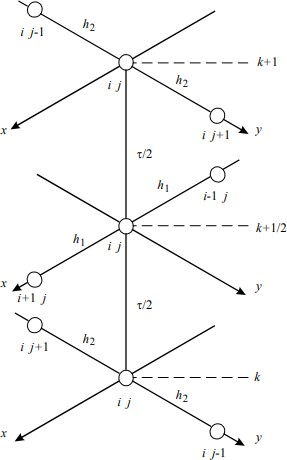 h2
i j-1
k+1
h2
i j
x
i j+1
y
τ/2
h1
i-1 j
k+1/2
h1
i j
x
y
i+1 j
τ/2
i j+1
h2
k
h2
i j
x
y
i j-1